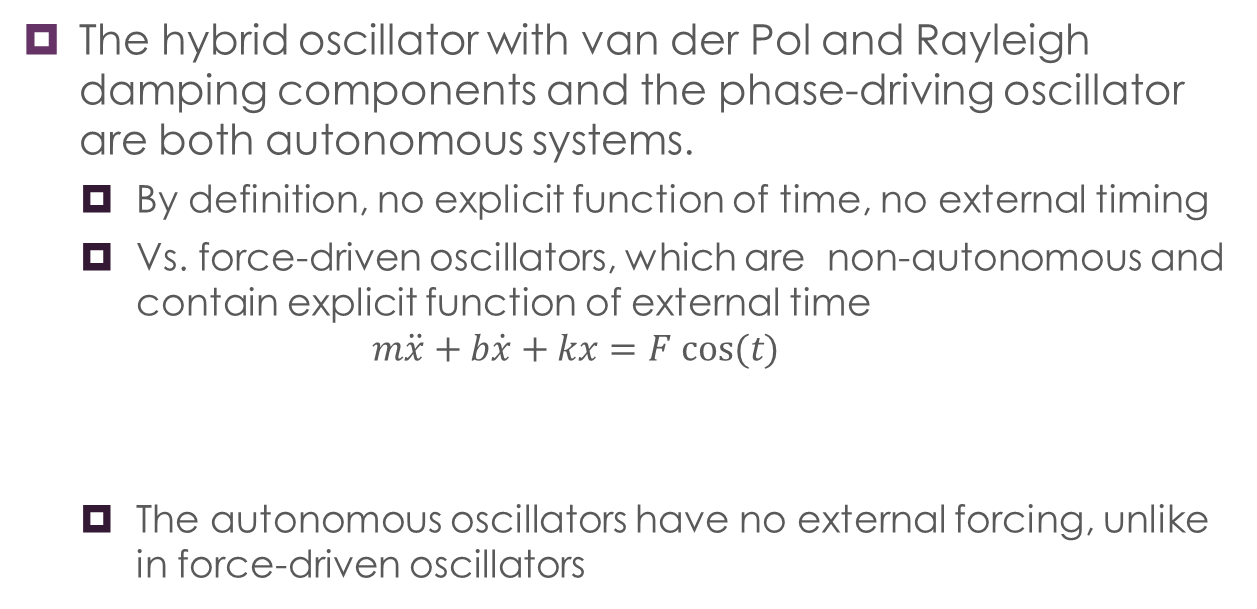 The hybrid oscillator with van der Pol and Rayleigh
damping components and the phase-driving oscillator
are both autonomous systems.
By definition, no explicit function of time, no external timing
Vs. force-driven oscillators, which are non-autonomous and
contain explicit function of external time
mẍ + bẋ + kx = F cos(t)
The autonomous oscillators have no external forcing, unlike
in force-driven oscillators